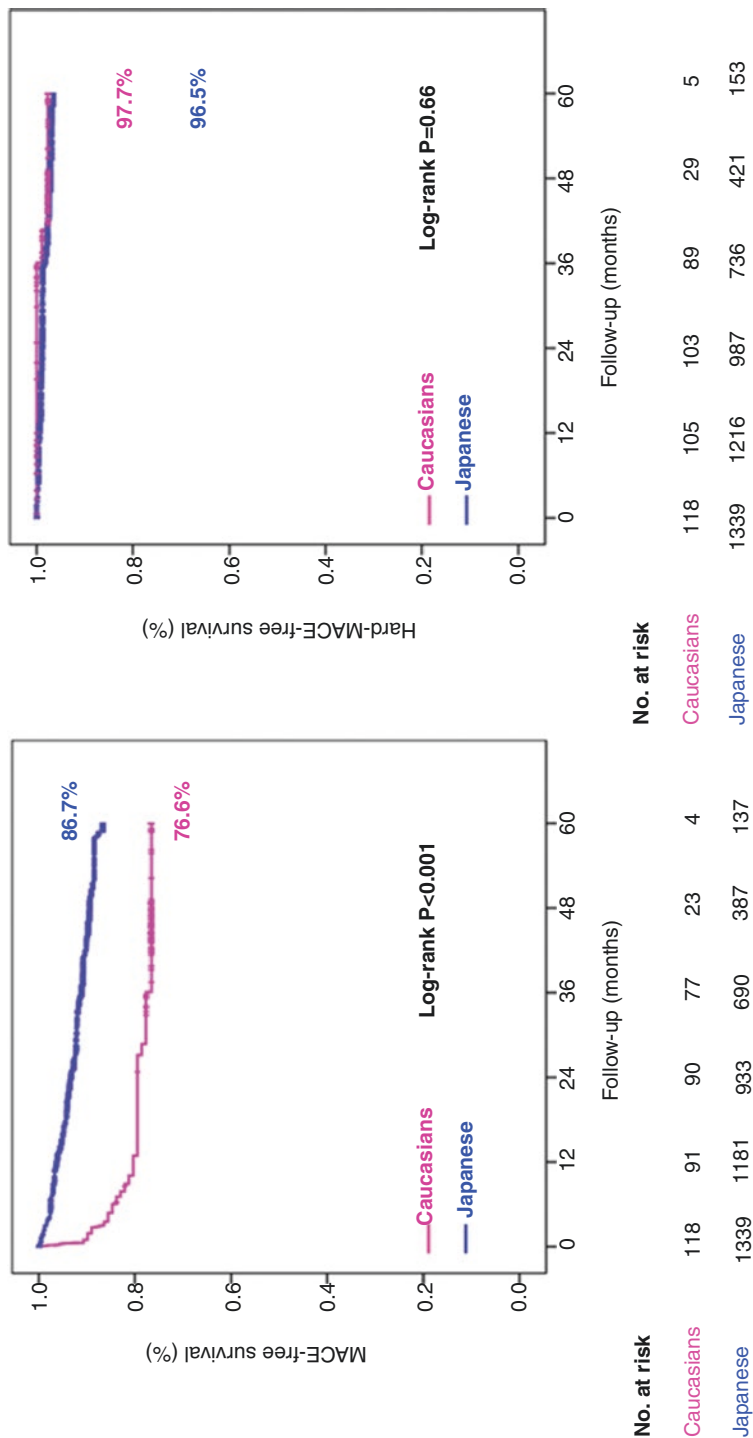 MACE-free survival (%)
1.0
0.8
0.6
0.4
0.2
0.0
86.7%
76.6%
Log-rank P<0.001
Caucasians
Japanese
0 12 24 36 48 60
Follow-up (months)
No. at risk
Caucasians 118 91 90 77 23 4
Japanese 1339 1181 933 690 387 137
Hard-MACE-free survival (%)
1.0
0.8
0.6
0.4
0.2
0.0
97.7%
96.5%
Log-rank P=0.66
Caucasians
Japanese
0 12 24 36 48 60
Follow-up (months)
No. at risk
Caucasians 118 105 103 89 29 5
Japanese 1339 1216 987 736 421 153